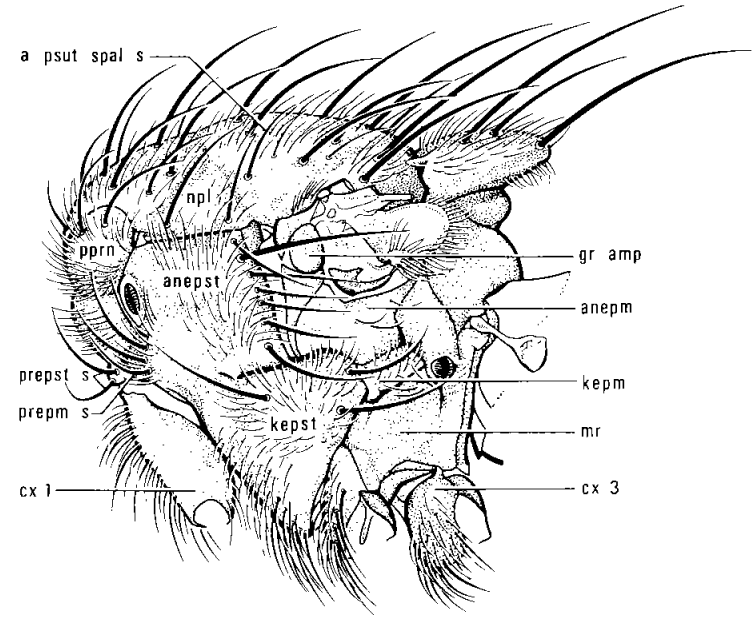 a psut spal s
npl
pprn
anepst
gr amp
anepm
prepst s
kepm
prepm s
kepst
mr
cx 1
cx 3